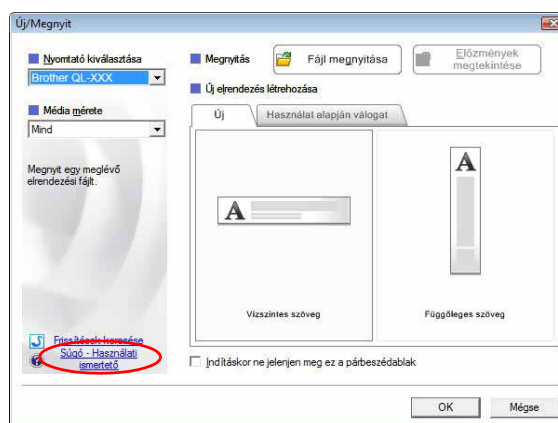 Új/Megnyit
Nyomtató kiválasztása
Brother QL-XXX
Média mérete
Mind
Megnyit egy meglévő
elrendezési fájlt.
Frissítések keresése
Súgó - Használati
ismertető
Megnyitás
Fájl megnyitása
Előzmények
megtekintése
Új elrendezés létrehozása
Új
Használat alapján válogat
A
A
Vízszintes szöveg
Függőleges szöveg
Indításkor ne jelenjen meg ez a párbeszédablak
OK
Mégse